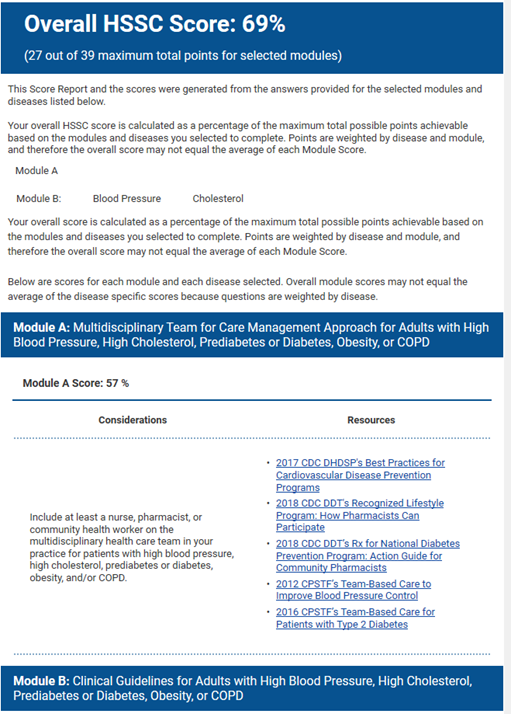 Overall HSSC Score: 69%
(27 out of 39 maximum total points for selected modules)
This Score Report and the scores were generated from the answers provided for the selected modules and
diseases listed below.
Your overall HSSC score is calculated as a percentage of the maximum total possible points achievable
based on the modules and diseases you selected to complete. Points are weighted by disease and module,
and therefore the overall score may not equal the average of each Module Score.
Module A
Module B: Blood Pressure Cholesterol
Your overall score is calculated as a percentage of the maximum total possible points achievable based on
the modules and diseases you selected to complete. Points are weighted by disease and module, and
therefore the overall score may not equal the average of each Module Score.
Below are scores for each module and each disease selected. Overall module scores may not equal the
average of the disease specific scores because questions are weighted by disease.
Module A: Multidisciplinary Team for Care Management Approach for Adults with High
Blood Pressure, High Cholesterol, Prediabetes or Diabetes, Obesity, or COPD
Module A Score: 57 %
Considerations
Include at least a nurse, pharmacist, or
community health worker on the
multidisciplinary health care team in your
practice for patients with high blood pressure,
high cholesterol, prediabetes or diabetes,
obesity, and/or COPD.
Resources
• 2017 CDC DHDSP's Best Practices for
Cardiovascular Disease Prevention
Programs
• 2018 CDC DDT's Recognized Lifestyle
Program: How Pharmacists Can
Participate
• 2018 CDC DDT's Rx for National Diabetes
Prevention Program: Action Guide for
Community Pharmacists
• 2012 CPSTF's Team-Based Care to
Improve Blood Pressure Control
• 2016 CPSTF's Team-Based Care for
Patients with Type 2 Diabetes
Module B: Clinical Guidelines for Adults with High Blood Pressure, High Cholesterol,
Prediabetes or Diabetes, Obesity, or COPD